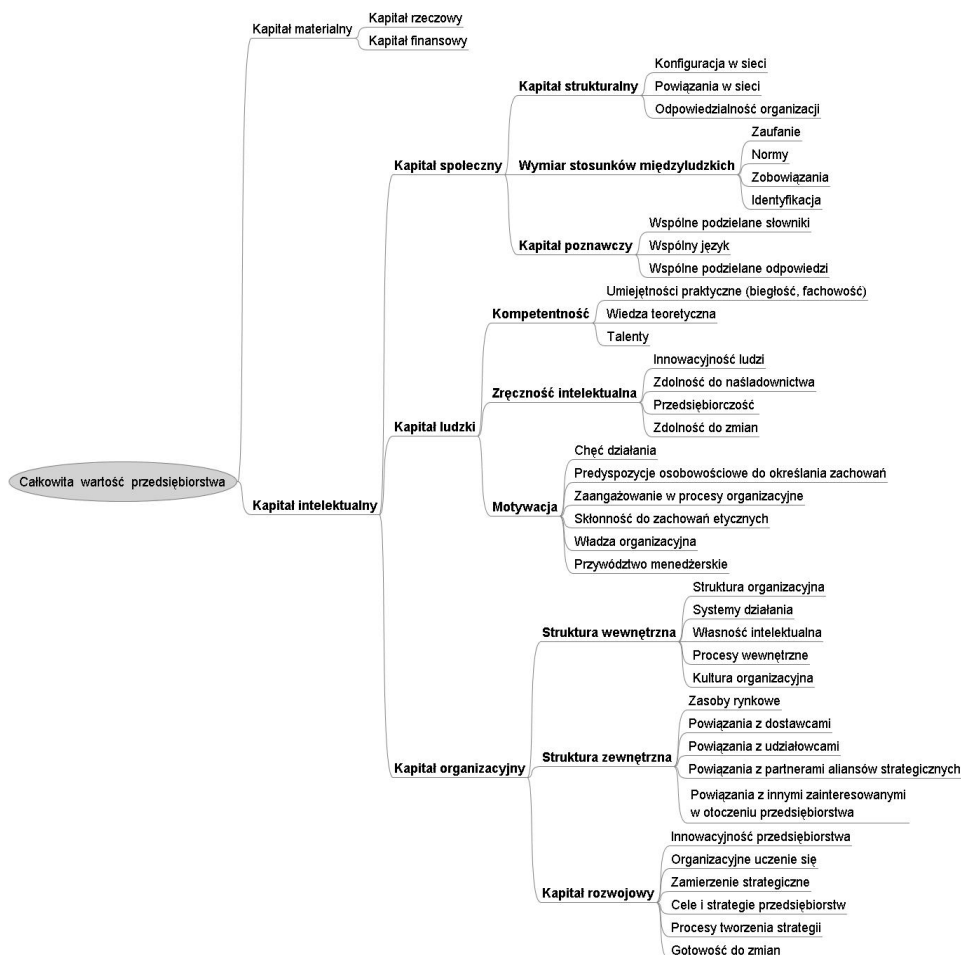 Całkowita wartość przedsiębiorstwa
Kapitał materialny
Kapitał rzeczowy
Kapitał finansowy
Kapitał intelektualny
Kapitał społeczny
Kapitał strukturalny
Konfiguracja w sieci
Powiązania w sieci
Odpowiedzialność organizacji
Wymiar stosunków międzyludzkich
Zaufanie
Normy
Zobowiązania
Identyfikacja
Kapitał poznawczy
Wspólne podzielane słowniki
Wspólny język
Wspólne podzielane odpowiedzi
Kapitał ludzki
Kompetentność
Umiejętności praktyczne (biegłość, fachowość)
Wiedza teoretyczna
Talenty
Zręczność intelektualna
Innowacyjność ludzi
Zdolność do naśladownictwa
Przedsiębiorczość
Zdolność do zmian
Motywacja
Chęć działania
Predyspozycje osobowościowe do określania zachowań
Zaangażowanie w procesy organizacyjne
Skłonność do zachowań etycznych
Władza organizacyjna
Przywództwo menedżerskie
Kapitał organizacyjny
Struktura wewnętrzna
Struktura organizacyjna
Systemy działania
Własność intelektualna
Procesy wewnętrzne
Kultura organizacyjna
Struktura zewnętrzna
Zasoby rynkowe
Powiązania z dostawcami
Powiązania z udziałowcami
Powiązania z partnerami aliansów strategicznych
Powiązania z innymi zainteresowanymi
w otoczeniu przedsiębiorstwa
Kapitał rozwojowy
Innowacyjność przedsiębiorstwa
Organizacyjne uczenie się
Zamierzenie strategiczne
Cele i strategie przedsiębiorstw
Procesy tworzenia strategii
Gotowość do zmian